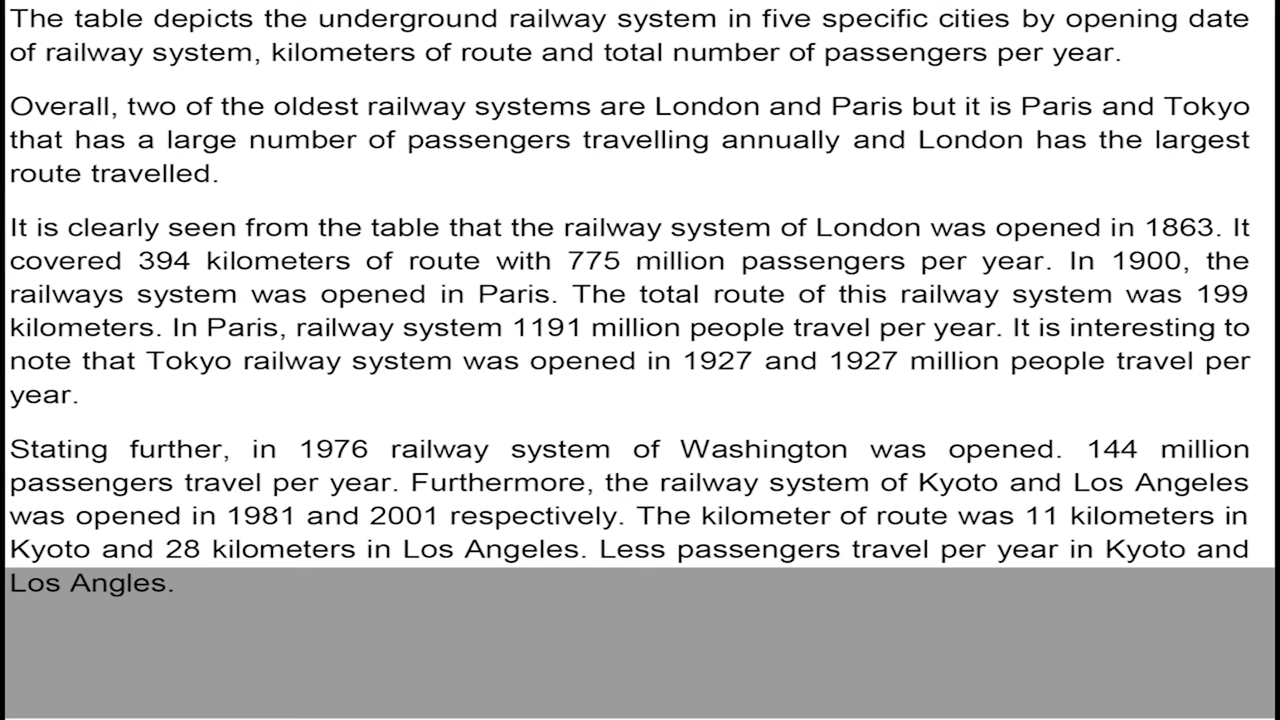 The table depicts the underground railway system in five specific cities by opening date
of railway system, kilometers of route and total number of passengers per year.
Overall, two of the oldest railway systems are London and Paris but it is Paris and Tokyo
that has a large number of passengers travelling annually and London has the largest
route travelled.
It is clearly seen from the table that the railway system of London was opened in 1863. It
covered 394 kilometers of route with 775 million passengers per year. In 1900, the
railways system was opened in Paris. The total route of this railway system was 199
kilometers. In Paris, railway system 1191 million people travel per year. It is interesting to
note that Tokyo railway system was opened in 1927 and 1927 million people travel per
year.
Stating further, in 1976 railway system of Washington was opened. 144 million
passengers travel per year. Furthermore, the railway system of Kyoto and Los Angeles
was opened in 1981 and 2001 respectively. The kilometer of route was 11 kilometers in
Kyoto and 28 kilometers in Los Angeles. Less passengers travel per year in Kyoto and
Los Angles.